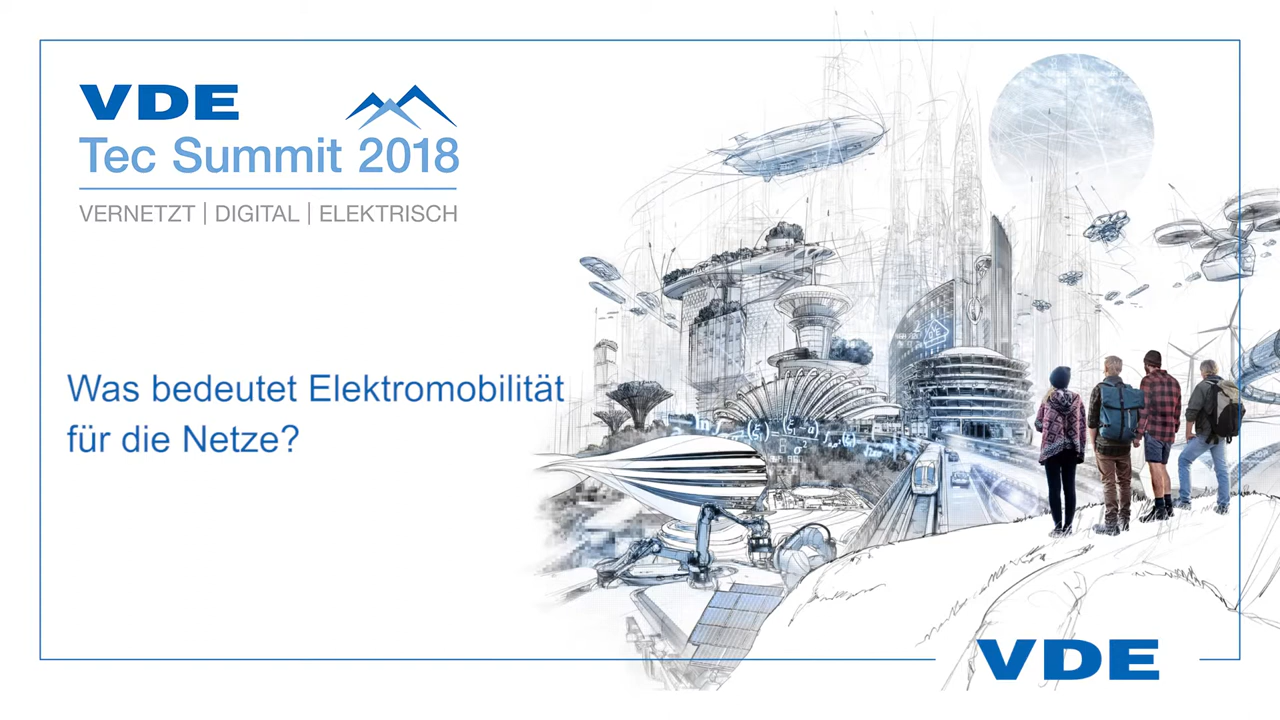 VDE
Tec Summit 2018
VERNETZT | DIGITAL | ELEKTRISCH
Was bedeutet Elektromobilität
für die Netze?
VDE